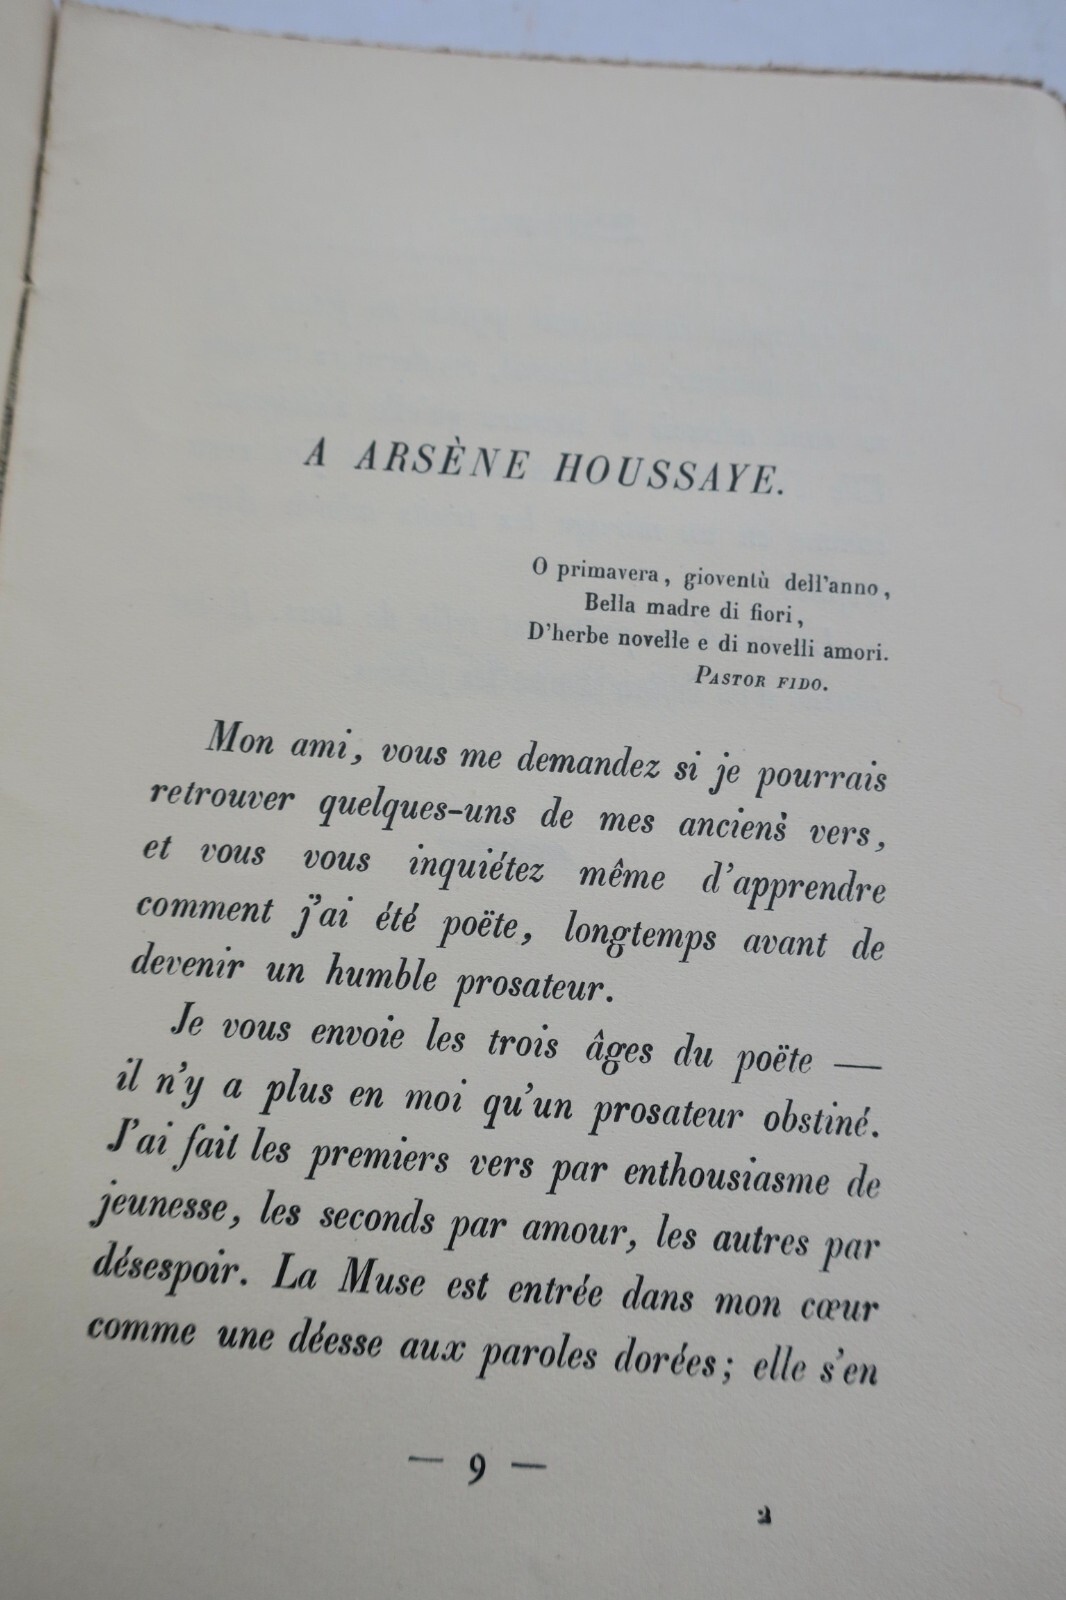 A ARSÈNE HOUSSAYE.
O primavera, gioventù dell'anno,
Bella madre di fiori,
D'herbe novelle e di novelli amori.
PASTOR FIDO.
Mon ami, vous me demandez si je pourrais
retrouver quelques-uns de mes anciens vers,
et vous vous inquiétez même d'apprendre
comment j'ai été poëte, longtemps avant de
devenir un humble prosateur.
Je vous envoie les trois âges du poëte —
il n'y a plus en moi qu'un prosateur obstiné.
J'ai fait les premiers vers par enthousiasme de
jeunesse, les seconds par amour, les autres par
désespoir. La Muse est entrée dans mon cœur
comme une déesse aux paroles dorées; elle s'en
— 9 —